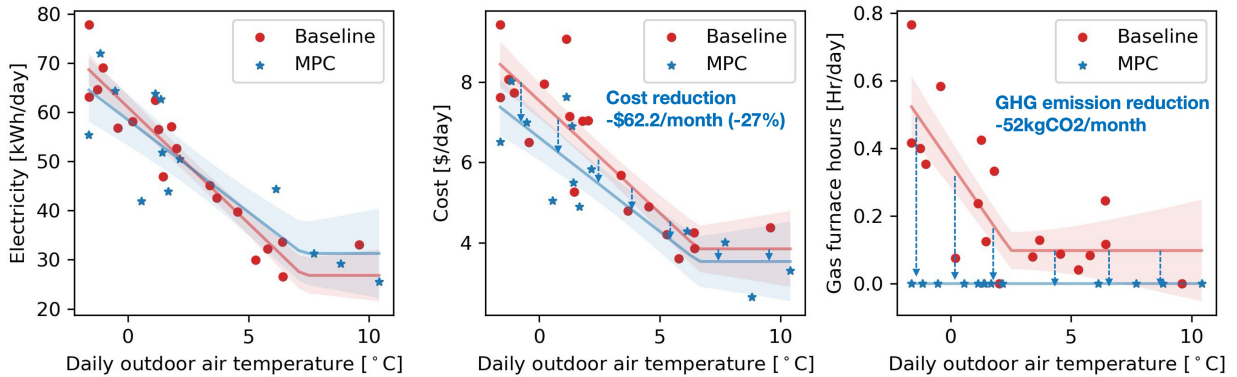 Electricity [kWh/day]
80
70
60
50
40
30
20
0
5
10
Daily outdoor air temperature [°C]
Baseline
MPC
Cost [$/day]
8
6
4
0
5
10
Daily outdoor air temperature [°C]
Baseline
MPC
Cost reduction
-$62.2/month (-27%)
Gas furnace hours [Hr/day]
0.8
0.6
0.4
0.2
0.0
0
5
10
Daily outdoor air temperature [°C]
Baseline
MPC
GHG emission reduction
-52kgCO2/month